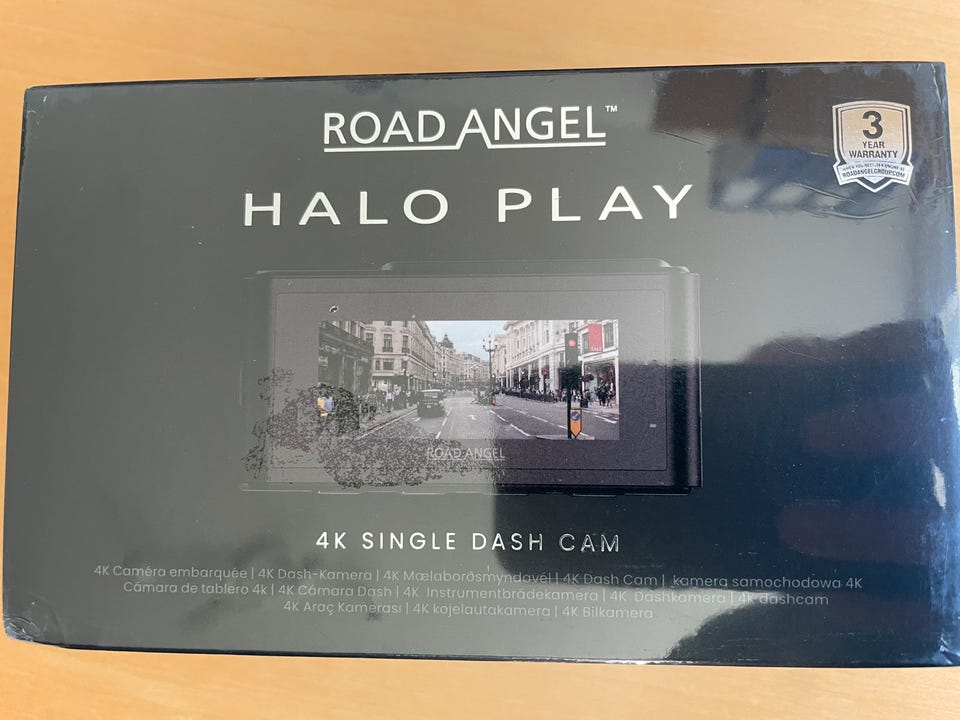 ROAD ANGEL™
3
YEAR
WARRANTY
ROADANGELGROUP.COM
HALO PLAY
ROAD ANGEL
4K SINGLE DASH CAM
4K Caméra embarquée | 4K Dash-Kamera | 4K Mælaborðsmyndavél | 4K Dash Cam | kamera samochodowa 4K
Cámara de tablero 4k | 4K Câmara Dash | 4K Instrumentbrädekamera | 4K Dashkamera | 4K dashcam
4K Araç Kamerası | 4K kojelautakamera | 4K Bilkamera